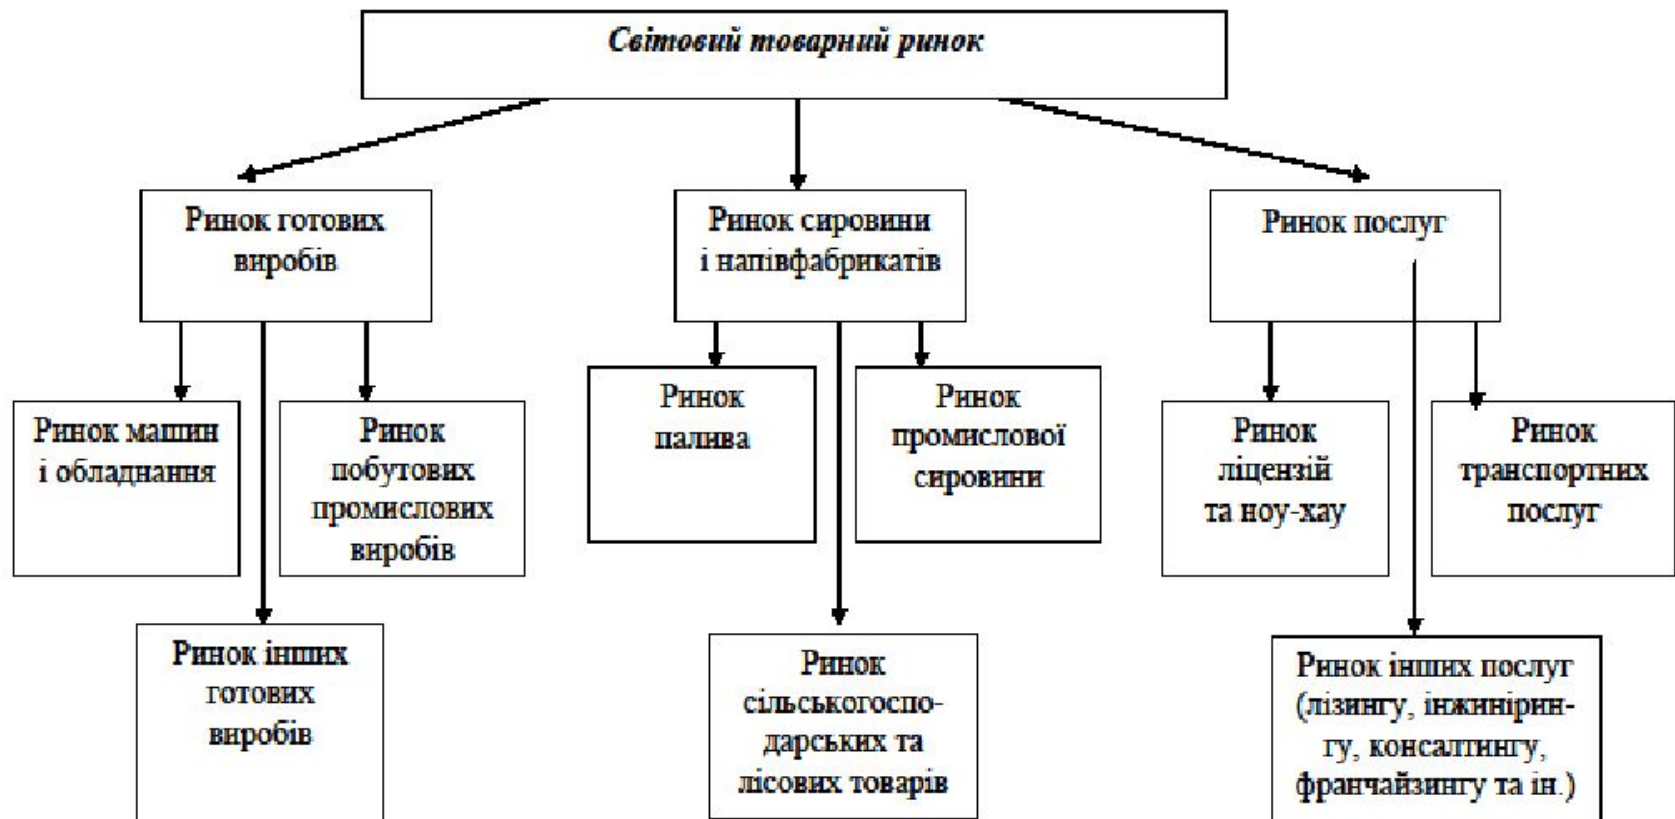 Світовий товарний ринок
Ринок готових
виробів
Ринок сировини
і напівфабрикатів
Ринок послуг
Ринок машин
і обладнання
Ринок
побутових
промислових
виробів
Ринок
палива
Ринок
промислової
сировини
Ринок
ліцензій
та ноу-хау
Ринок
транспортних
послуг
Ринок інших
готових
виробів
Ринок
сільськогоспо-
дарських та
лісових товарів
Ринок інших послуг
(лізингу, інжинірин-
гу, консалтингу,
франчайзингу та ін.)